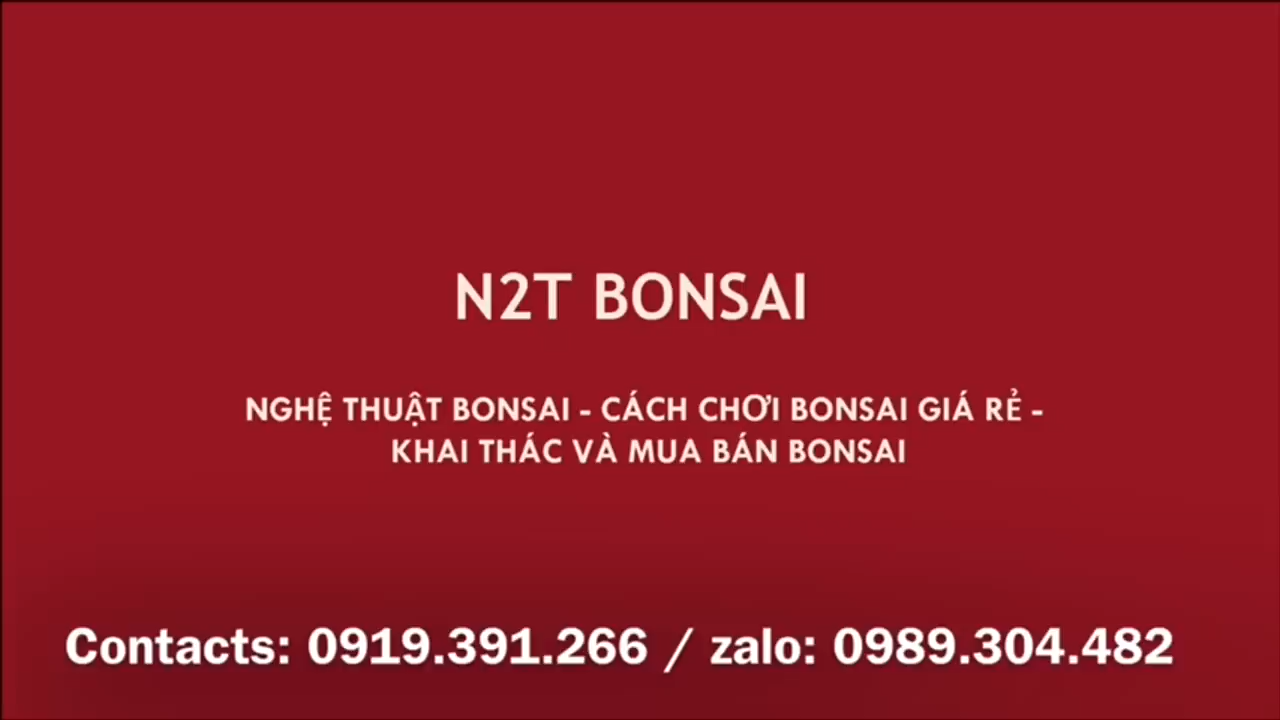 N2T BONSAI
NGHỆ THUẬT BONSAI - CÁCH CHƠI BONSAI GIÁ RẺ -
KHAI THÁC VÀ MUA BÁN BONSAI
Contacts: 0919.391.266 / zalo: 0989.304.482